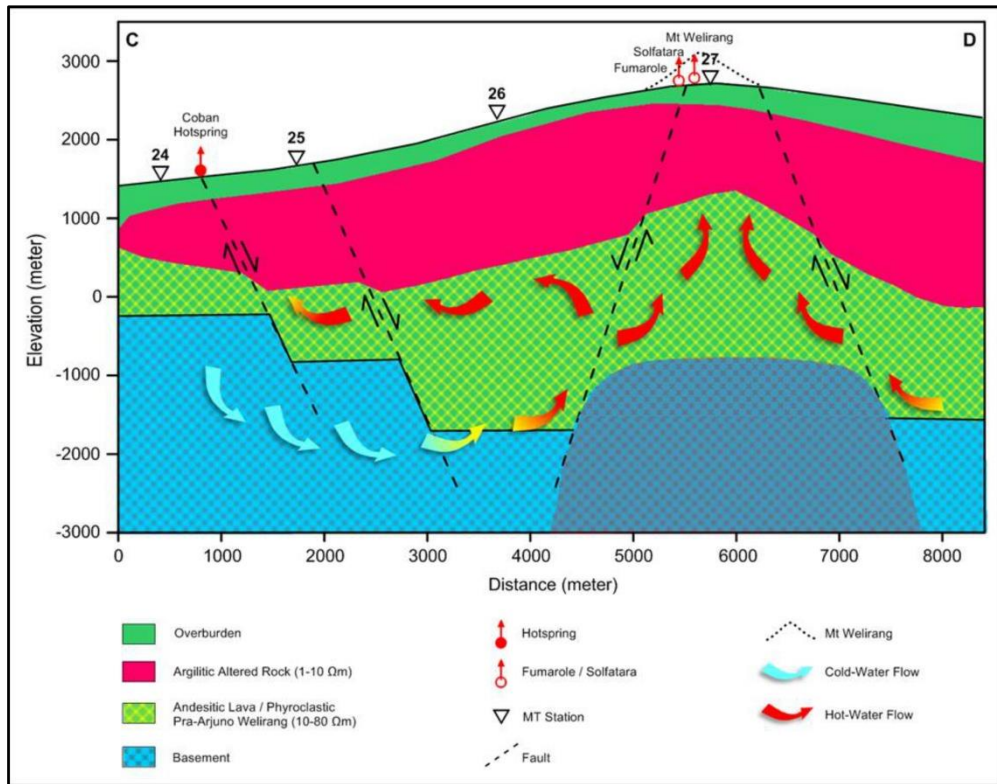 C
D
Mt Welirang
Solfatara
Fumarole
27
26
Coban
Hotspring
25
24
3000
2000
1000
0
-1000
-2000
-3000
Elevation (meter)
0 1000 2000 3000 4000 5000 6000 7000 8000
Distance (meter)
Overburden
Argilitic Altered Rock (1-10 Ωm)
Andesitic Lava / Phyroclastic
Pra-Arjuno Welirang (10-80 Ωm)
Basement
Hotspring
Fumarole / Solfatara
MT Station
Fault
Mt Welirang
Cold-Water Flow
Hot-Water Flow